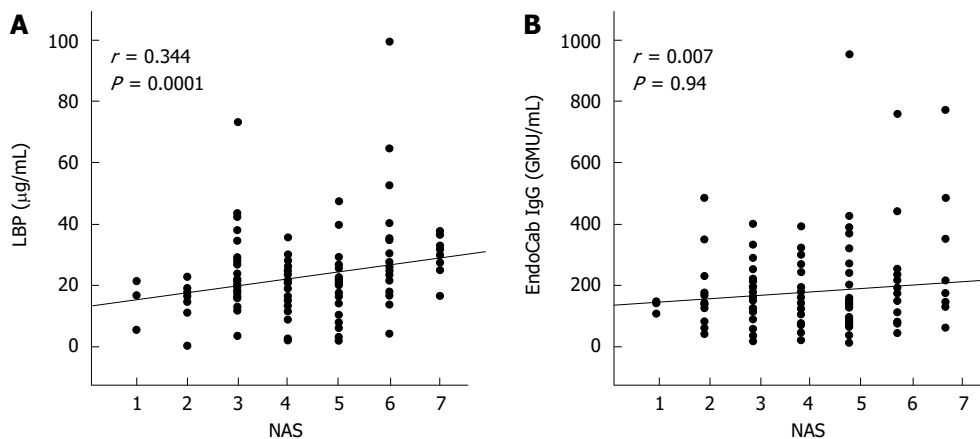 A
r = 0.344
P = 0.0001
LBP (μg/mL)
100
80
60
40
20
0
1 2 3 4 5 6 7
NAS
B
r = 0.007
P = 0.94
EndoCab IgG (GMU/mL)
1000
800
600
400
200
0
1 2 3 4 5 6 7
NAS